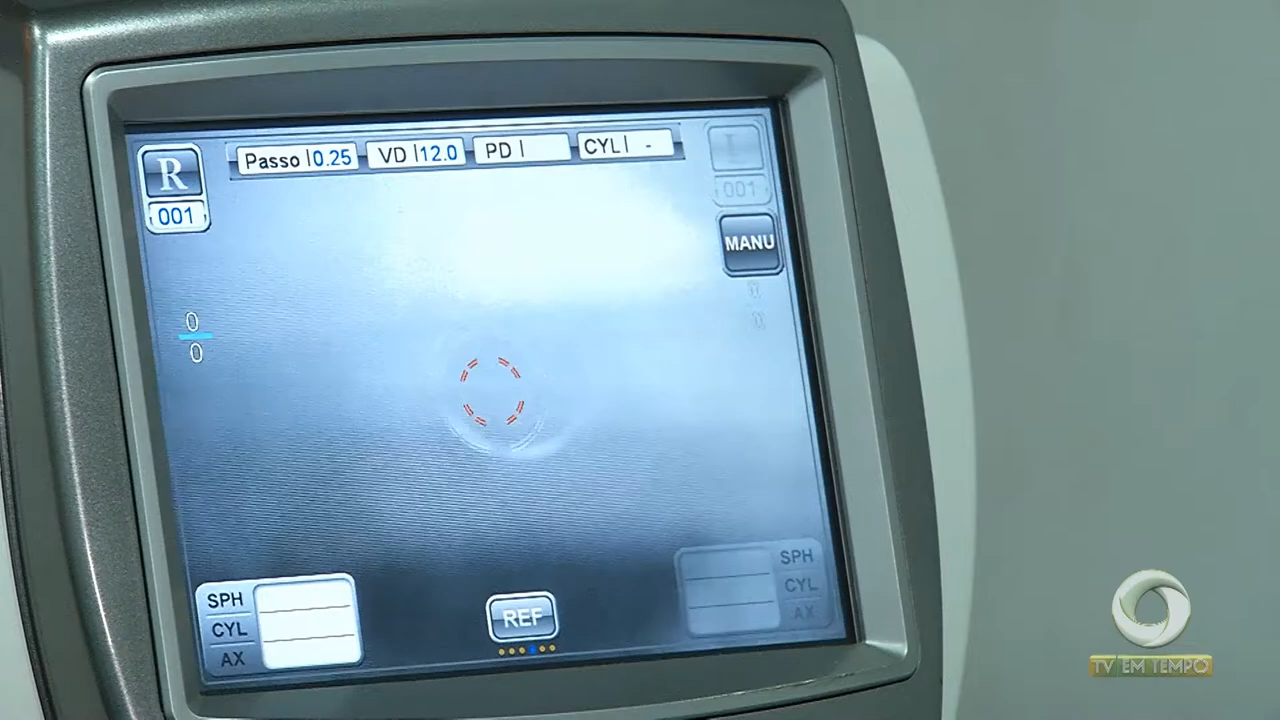 R
001
Passo | 0.25
VD | 12.0
PD |
CYL | -
L
001
MANU
0
0
SPH
CYL
AX
REF
SPH
CYL
AX
TV EM TEMPO